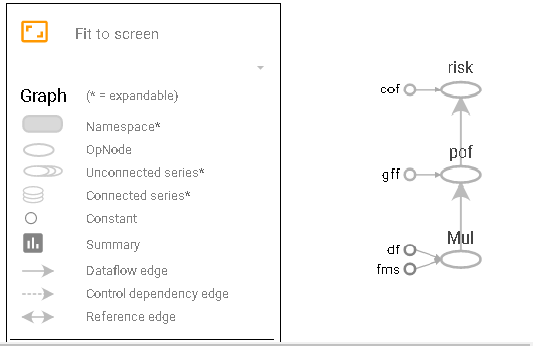 Fit to screen
Graph (* = expandable)
Namespace*
OpNode
Unconnected series*
Connected series*
Constant
Summary
Dataflow edge
Control dependency edge
Reference edge
risk
cof
pof
gff
Mul
df
fms